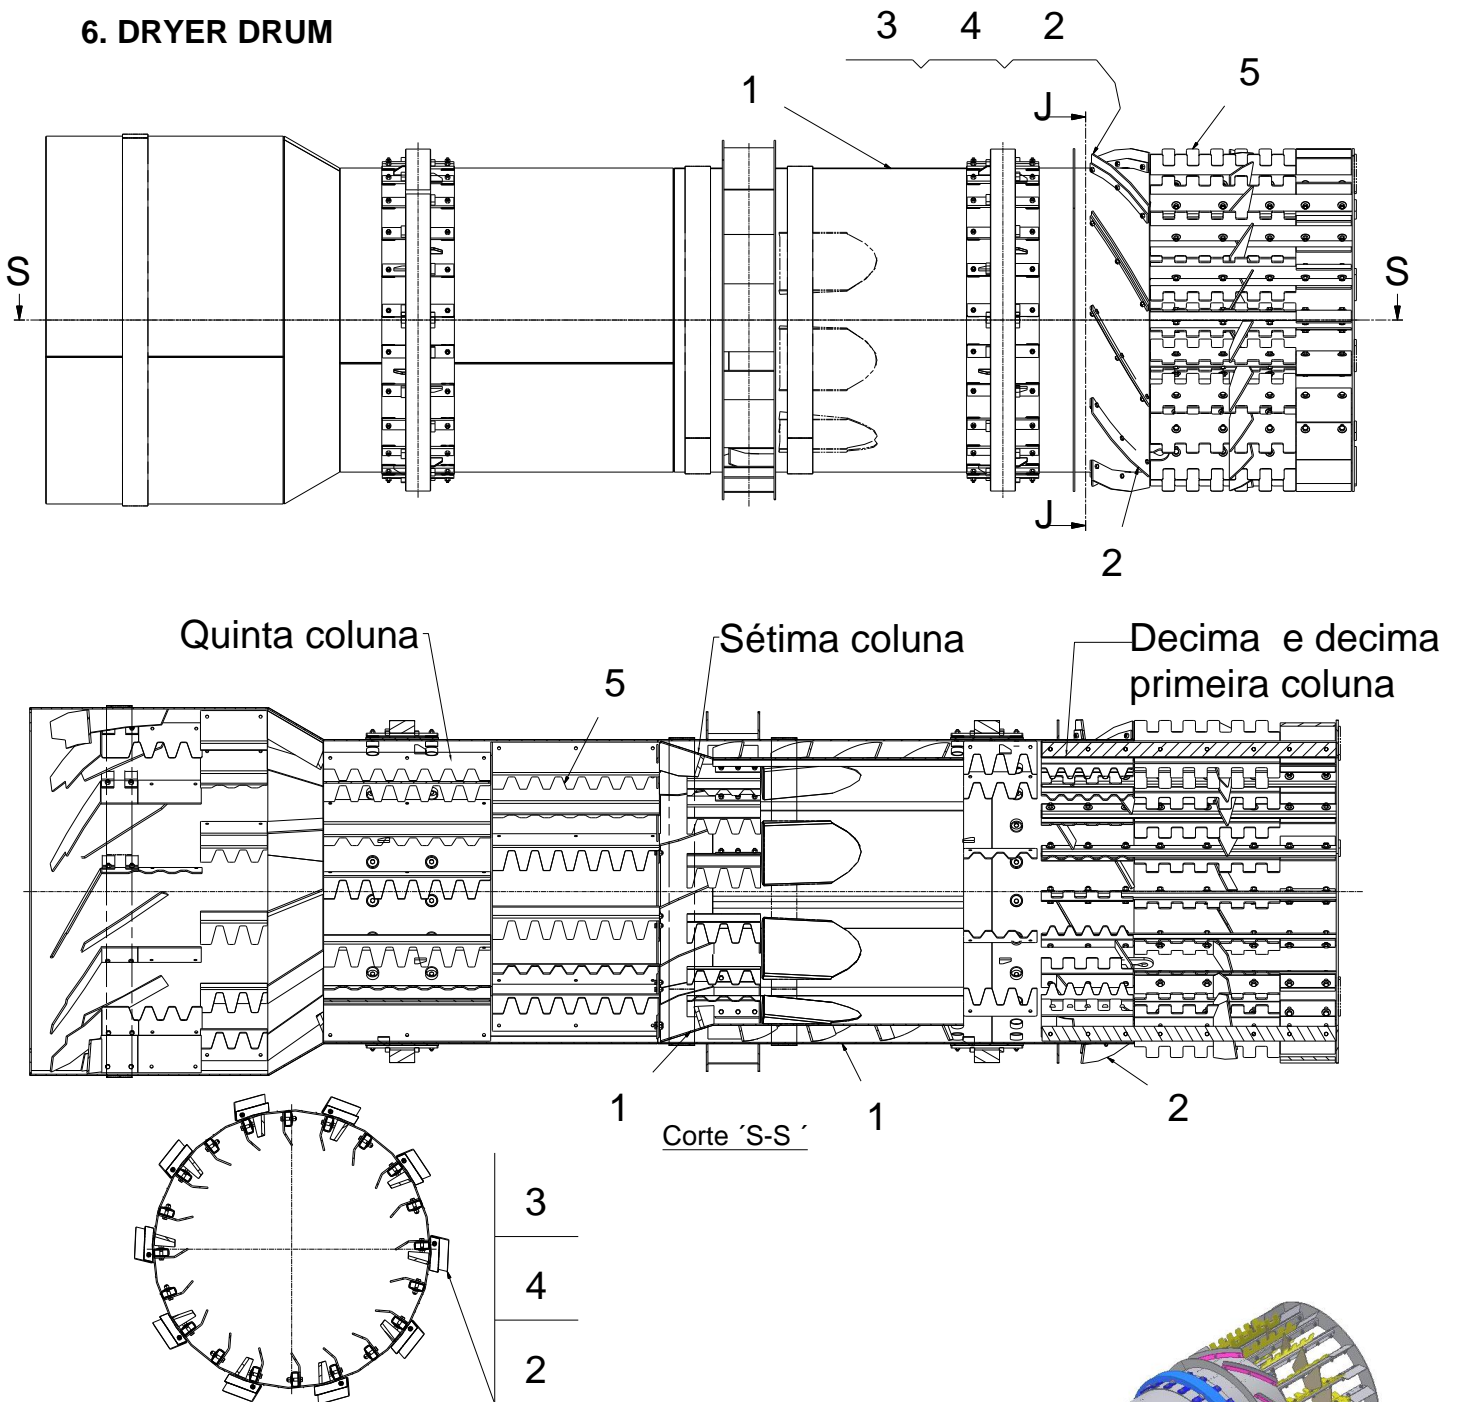 6. DRYER DRUM
3 4 2
5
1
J
S S
J
2
Quinta coluna
Sétima coluna
Decima e decima
primeira coluna
5
1 1 2
Corte ´S-S ´
3
4
2